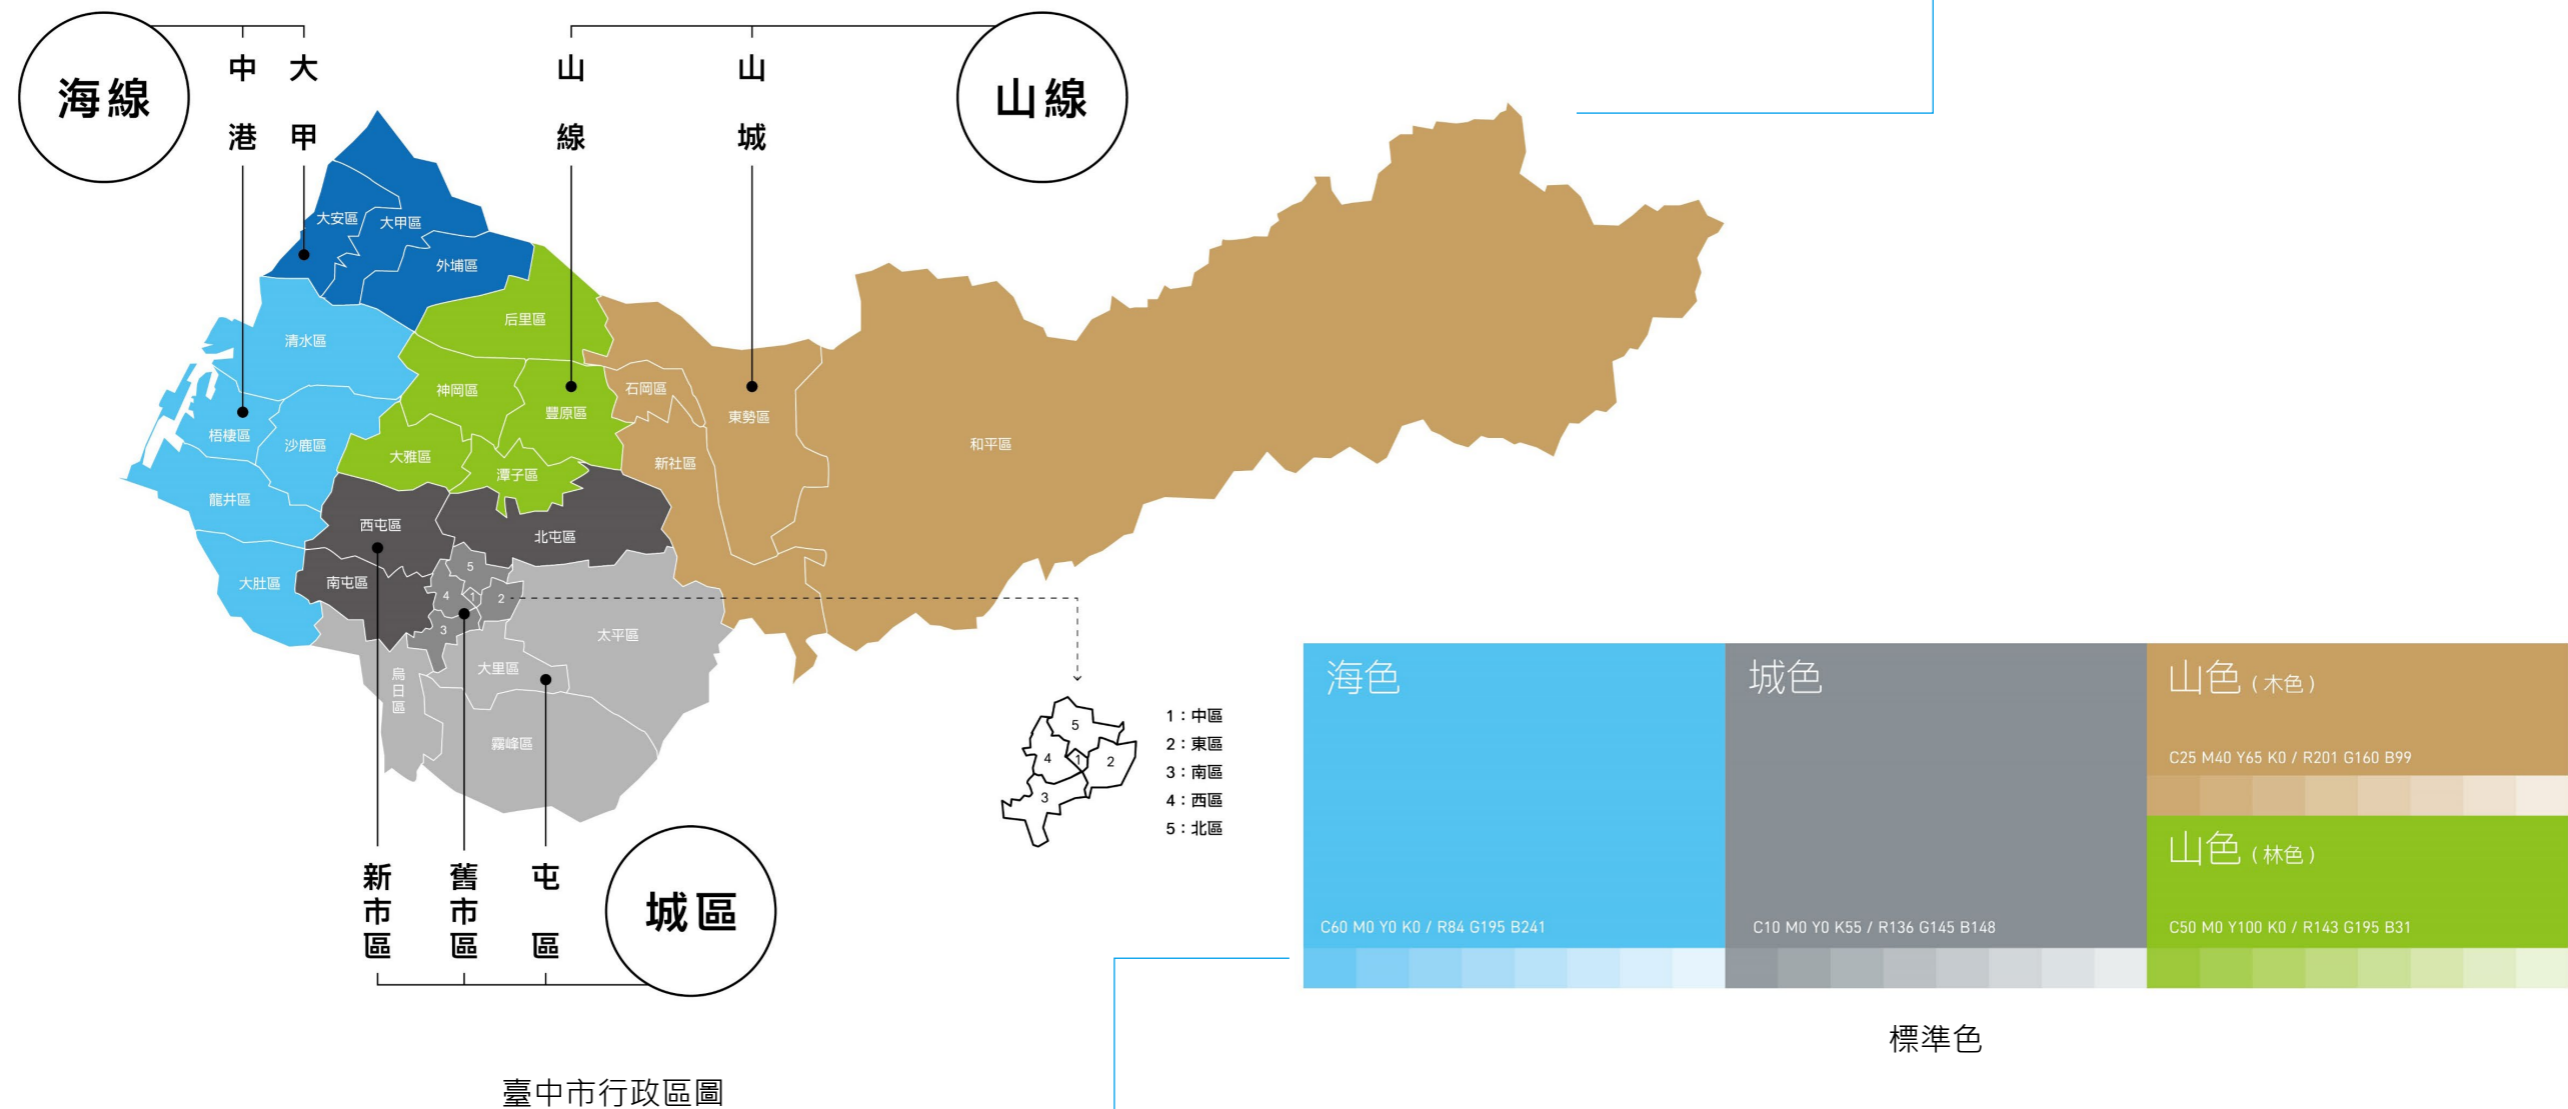 海線
中港
大甲
山線
山城
山線
大安區
大甲區
外埔區
清水區
梧棲區
沙鹿區
龍井區
大肚區
后里區
神岡區
豐原區
大雅區
潭子區
石岡區
東勢區
新社區
和平區
西屯區
北屯區
南屯區
5
4
1
2
3
太平區
大里區
烏日區
霧峰區
新市區
舊市區
屯區
城區
5
4
1
2
3
1：中區
2：東區
3：南區
4：西區
5：北區
臺中市行政區圖
海色
C60 M0 Y0 K0 / R84 G195 B241
城色
C10 M0 Y0 K55 / R136 G145 B148
山色（木色）
C25 M40 Y65 K0 / R201 G160 B99
山色（林色）
C50 M0 Y100 K0 / R143 G195 B31
標準色